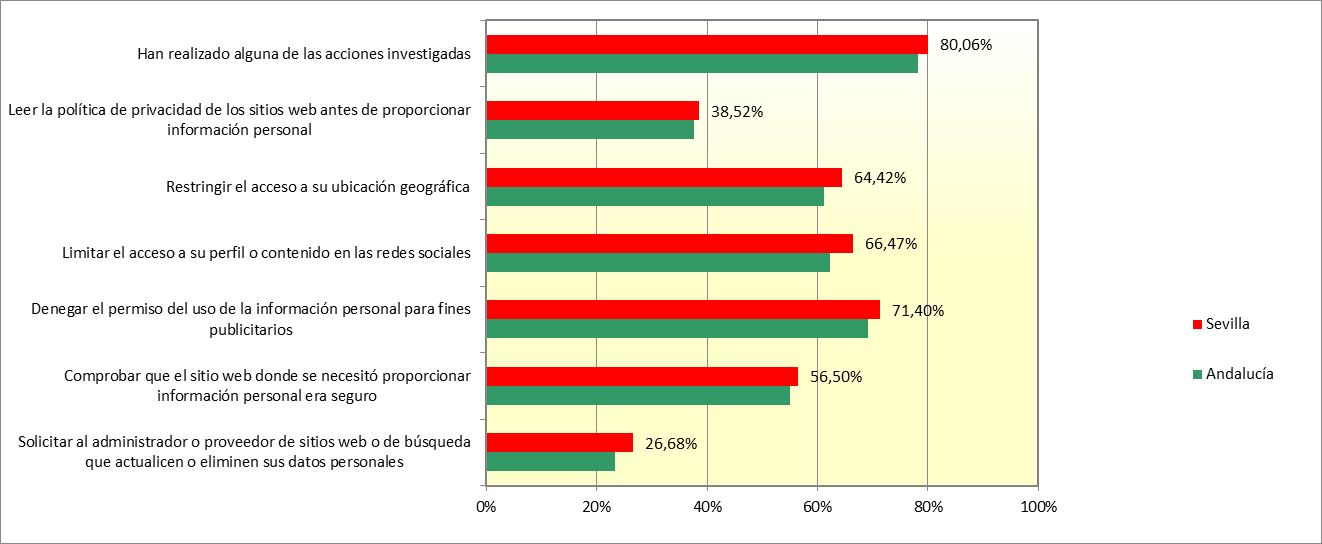 Han realizado alguna de las acciones investigadas
80,06%
Leer la política de privacidad de los sitios web antes de proporcionar
información personal
38,52%
Restringir el acceso a su ubicación geográfica
64,42%
Limitar el acceso a su perfil o contenido en las redes sociales
66,47%
Denegar el permiso del uso de la información personal para fines
publicitarios
71,40%
Comprobar que el sitio web donde se necesitó proporcionar
información personal era seguro
56,50%
Solicitar al administrador o proveedor de sitios web o de búsqueda
que actualicen o eliminen sus datos personales
26,68%
0% 20% 40% 60% 80% 100%
Sevilla
Andalucía